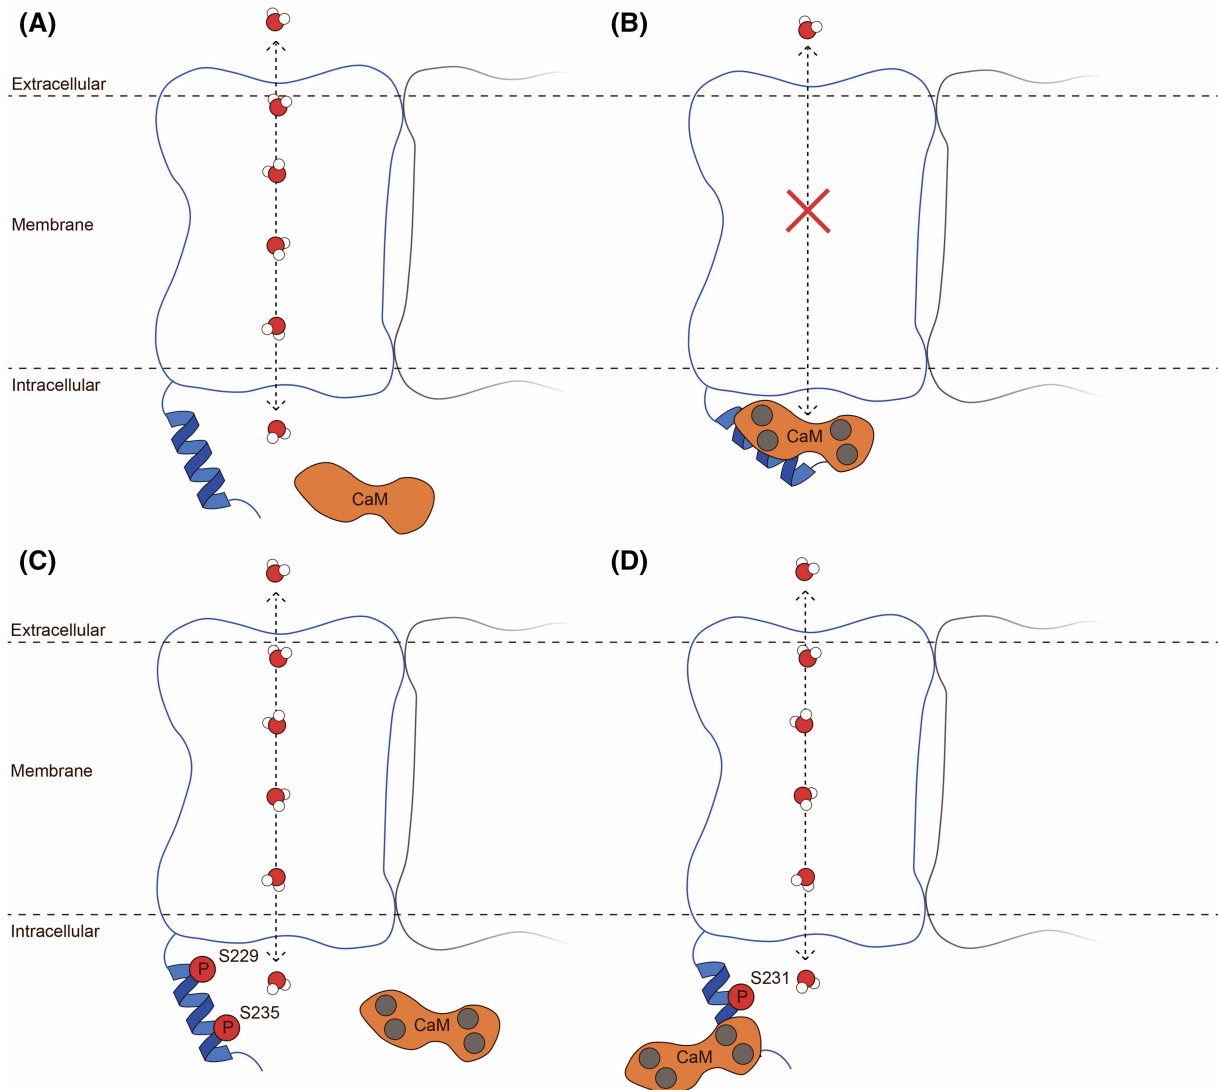 (A)
(B)
Extracellular
Membrane
Intracellular
CaM
CaM
(C)
(D)
Extracellular
Membrane
Intracellular
P
S229
P
S235
CaM
P
S231
CaM